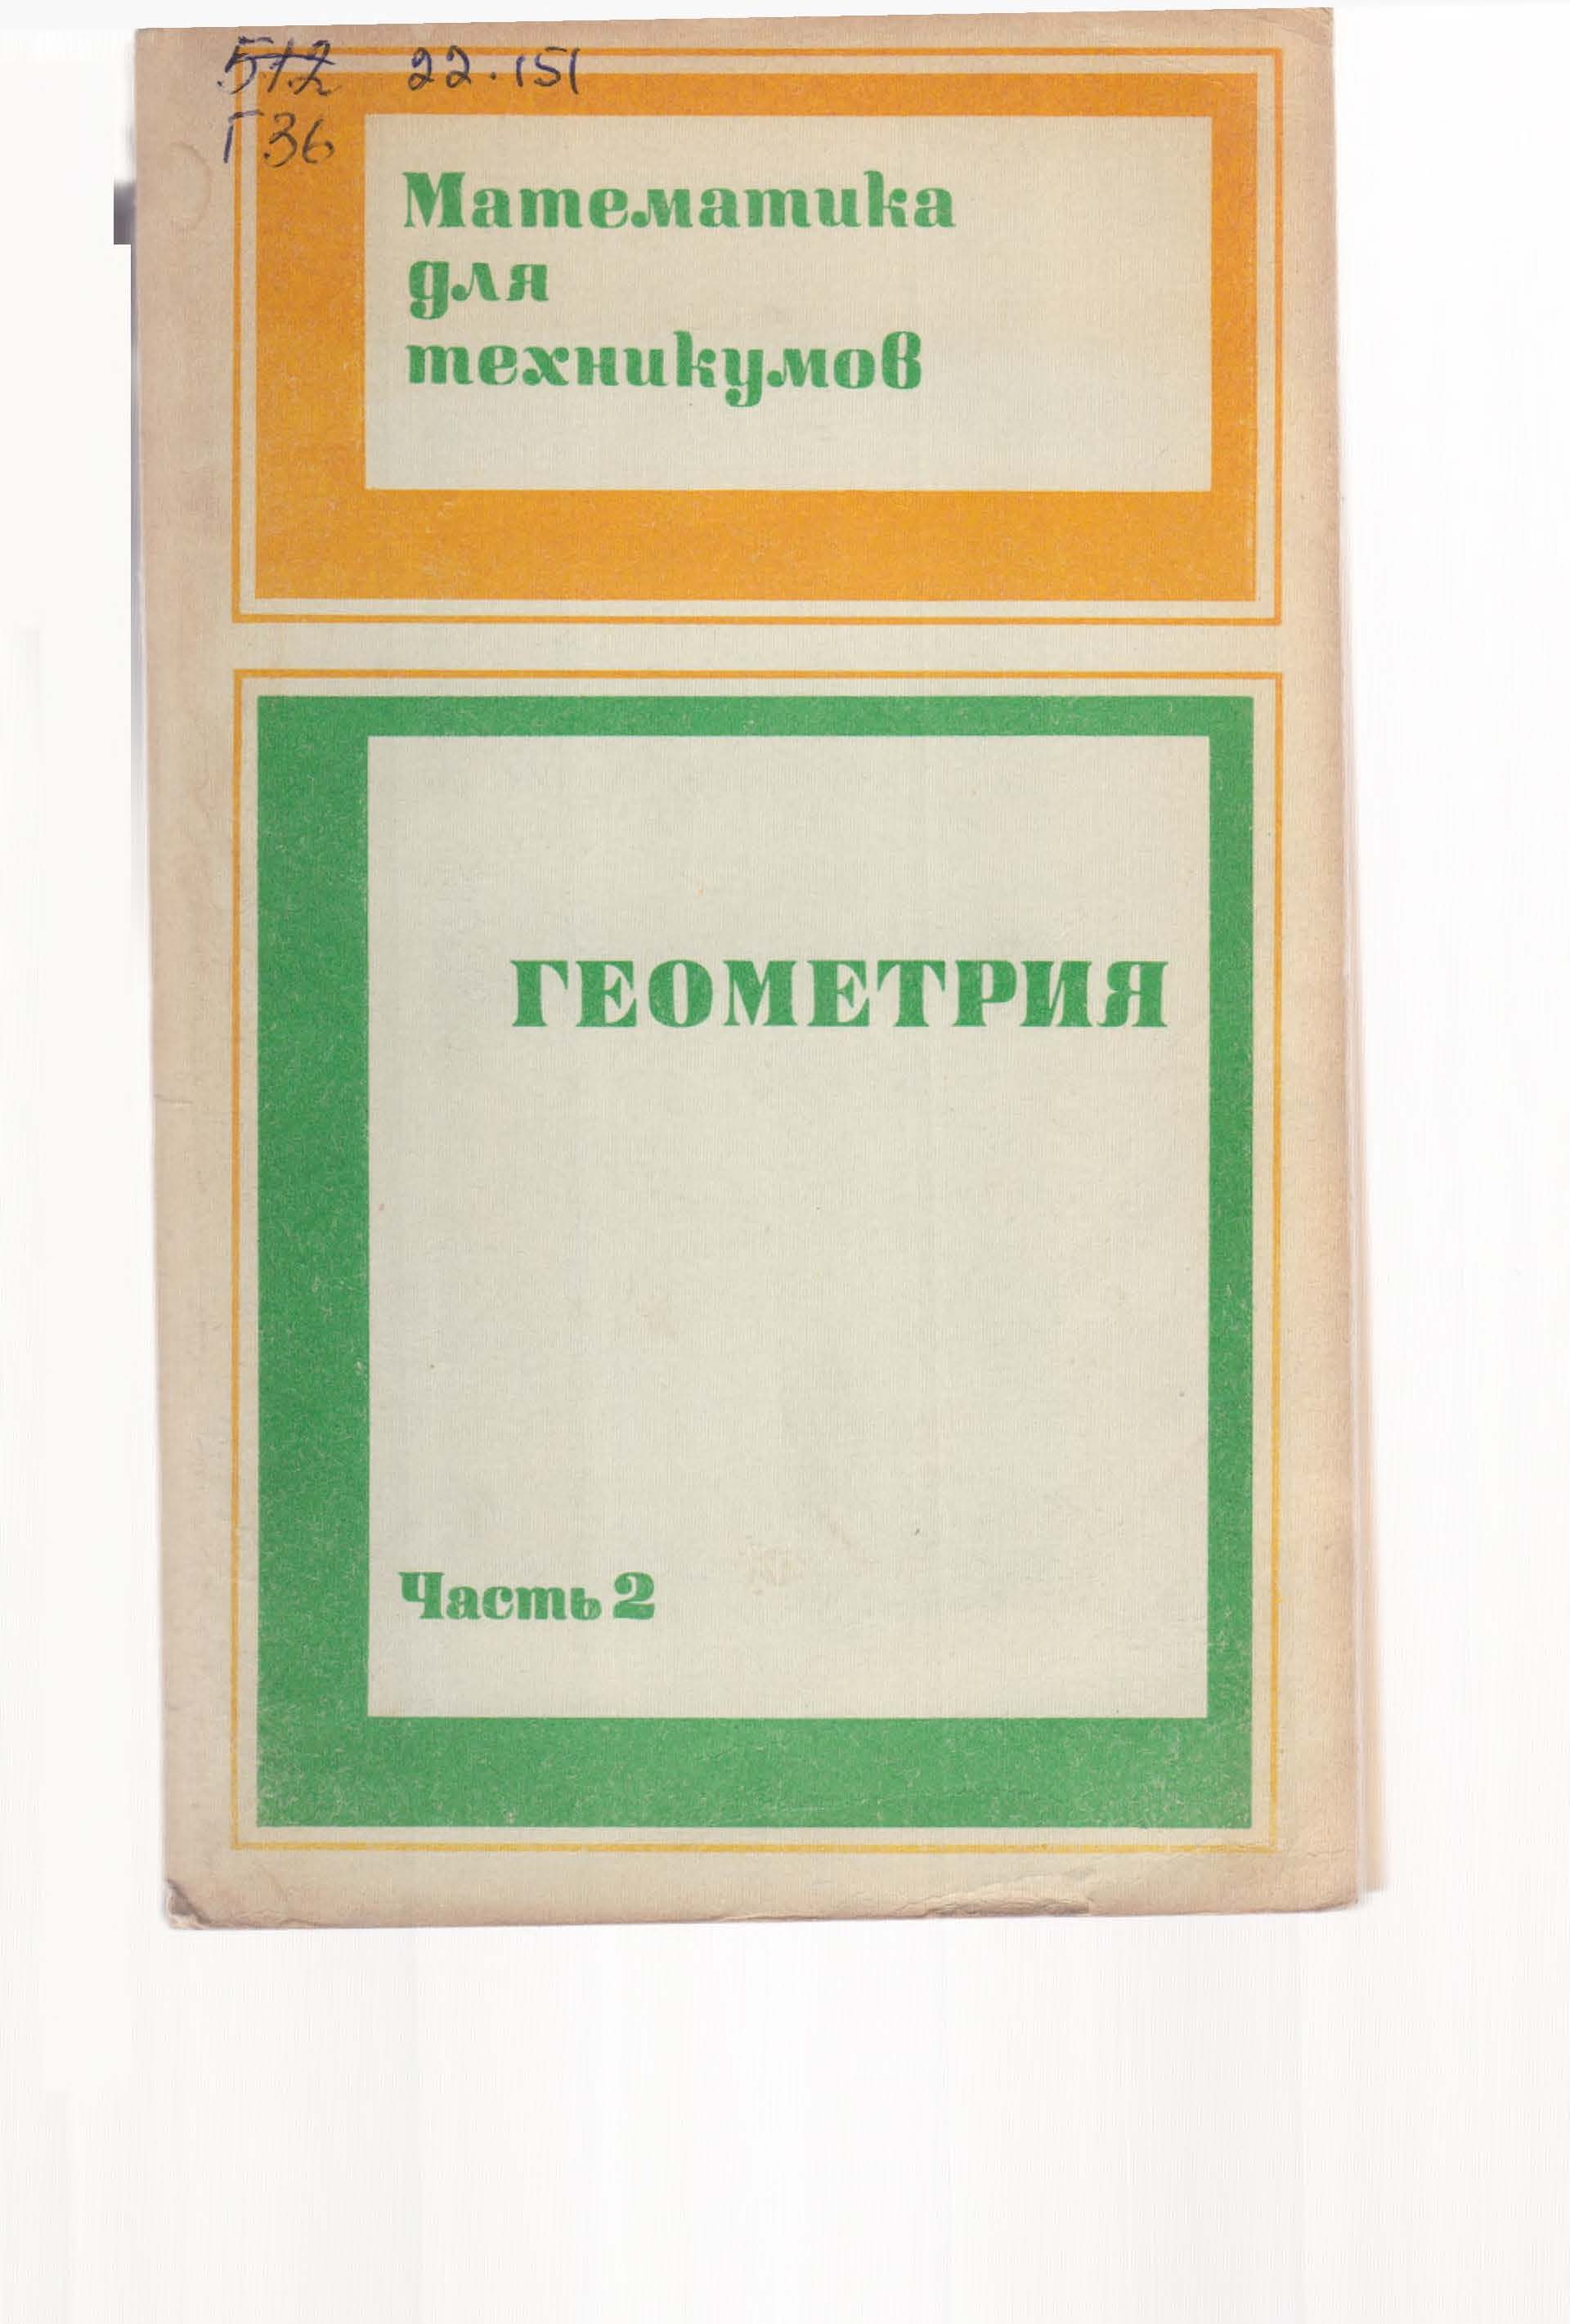 512 22.151
Г36
Математика
для
техникумов
ГЕОМЕТРИЯ
Часть 2